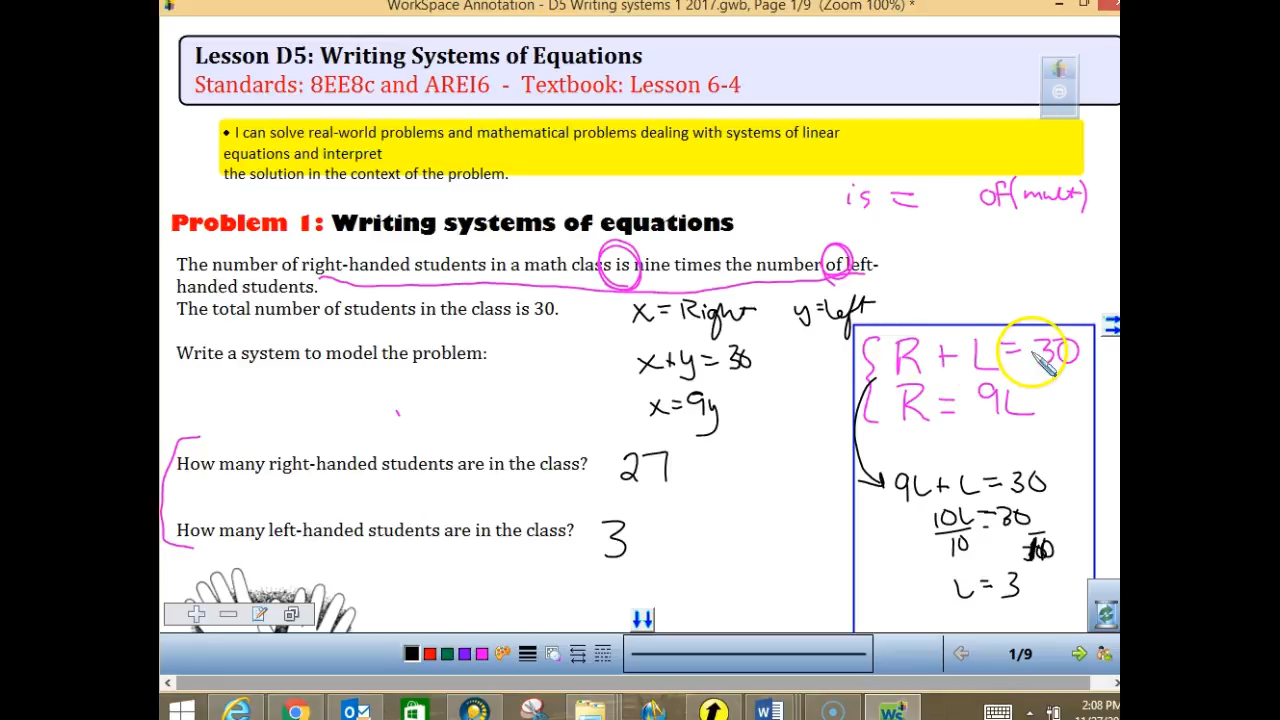 WorkSpace Annotation - D5 Writing systems 1 2017.gwb, Page 1/9 (Zoom 100%) *
Lesson D5: Writing Systems of Equations
Standards: 8EE8c and AREI6 - Textbook: Lesson 6-4
• I can solve real-world problems and mathematical problems dealing with systems of linear
equations and interpret
the solution in the context of the problem.
is = of(mult)
Problem 1: Writing systems of equations
The number of right-handed students in a math class is nine times the number of left-
handed students.
The total number of students in the class is 30.
x = Right y=left
Write a system to model the problem:
x+y = 30
x=9y
R + L = 30
R = 9L
How many right-handed students are in the class? 27
9L + L = 30
10L = 30
10 10
How many left-handed students are in the class? 3
L = 3
1/9
2:08 PM